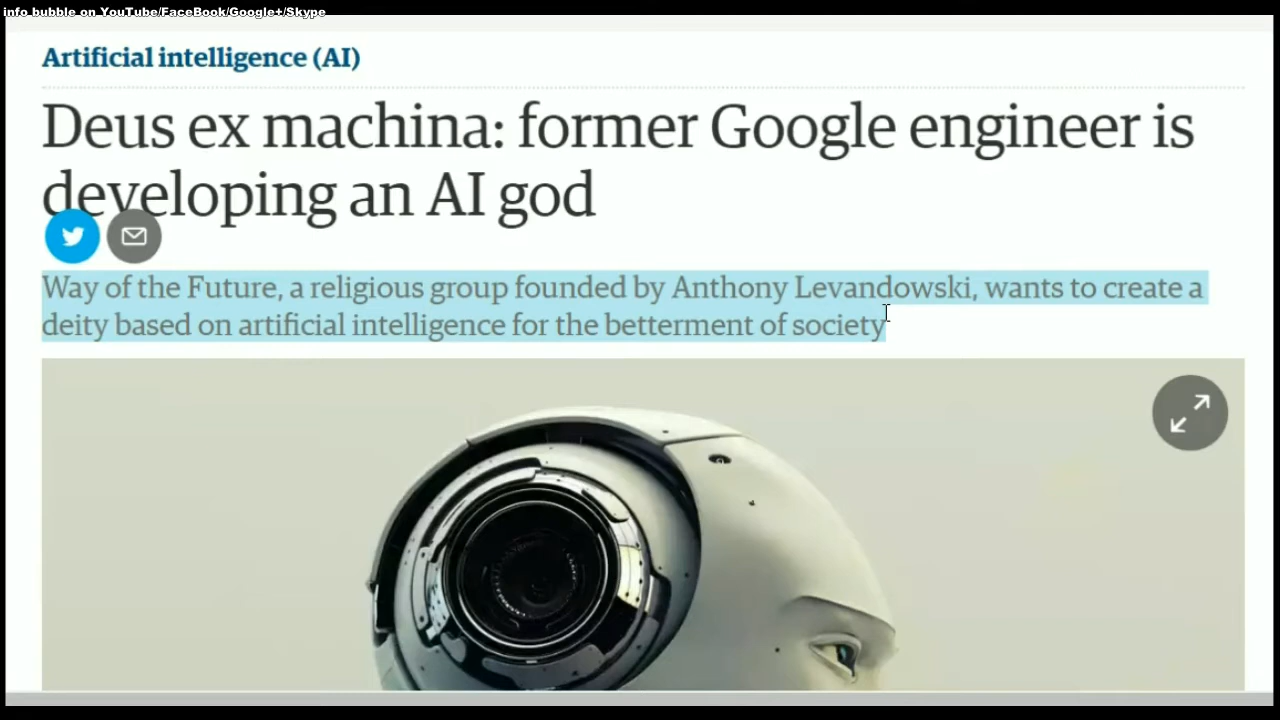 info bubble on YouTube/FaceBook/Google+/Skype
Artificial intelligence (AI)
Deus ex machina: former Google engineer is
developing an AI god
Way of the Future, a religious group founded by Anthony Levandowski, wants to create a
deity based on artificial intelligence for the betterment of society